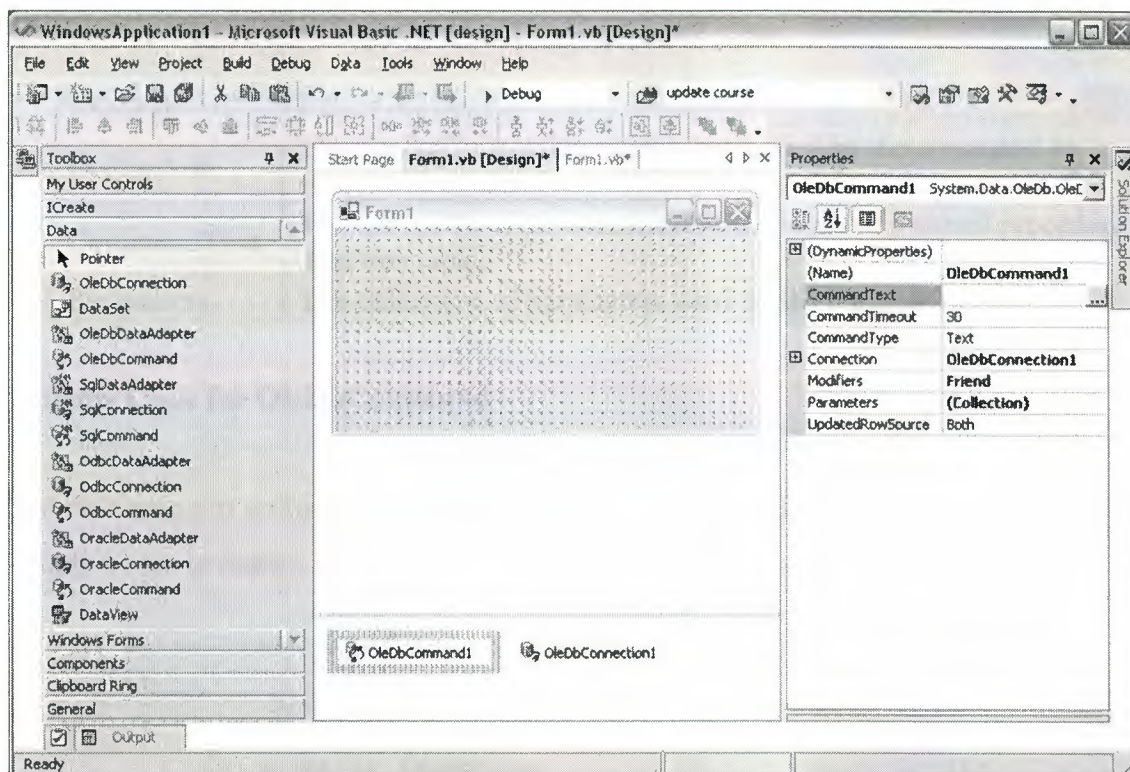 WindowsApplication1 - Microsoft Visual Basic .NET [design] - Form1.vb [Design]*
File Edit View Project Build Debug Data Tools Window Help
Debug update course
Toolbox
My User Controls
ICreate
Data
Pointer
OleDbConnection
DataSet
OleDbDataAdapter
OleDbCommand
SqlDataAdapter
SqlConnection
SqlCommand
OdbcDataAdapter
OdbcConnection
OdbcCommand
OracleDataAdapter
OracleConnection
OracleCommand
DataView
Windows Forms
Components
Clipboard Ring
General
Start Page Form1.vb [Design]* Form1.vb*
Form1
OleDbCommand1 OleDbConnection1
Properties
OleDbCommand1 System.Data.OleDb.OleD
(DynamicProperties)
(Name) OleDbCommand1
CommandText ...
CommandTimeout 30
CommandType Text
Connection OleDbConnection1
Modifiers Friend
Parameters (Collection)
UpdatedRowSource Both
Solution Explorer
Output
Ready